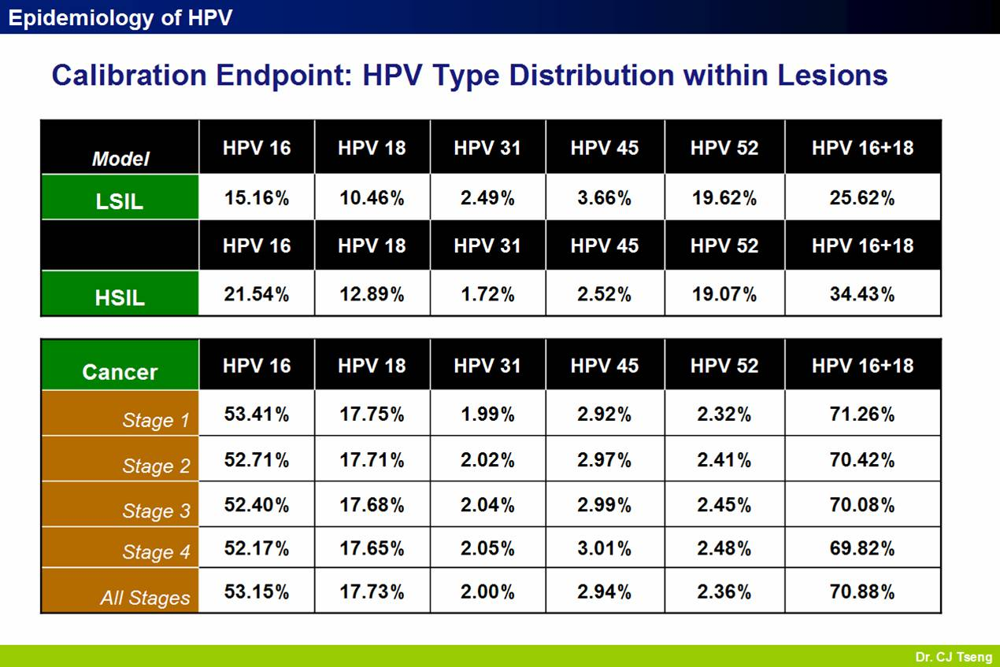 Epidemiology of HPV
Calibration Endpoint: HPV Type Distribution within Lesions
Model HPV 16 HPV 18 HPV 31 HPV 45 HPV 52 HPV 16+18
LSIL 15.16% 10.46% 2.49% 3.66% 19.62% 25.62%
HPV 16 HPV 18 HPV 31 HPV 45 HPV 52 HPV 16+18
HSIL 21.54% 12.89% 1.72% 2.52% 19.07% 34.43%
Cancer HPV 16 HPV 18 HPV 31 HPV 45 HPV 52 HPV 16+18
Stage 1 53.41% 17.75% 1.99% 2.92% 2.32% 71.26%
Stage 2 52.71% 17.71% 2.02% 2.97% 2.41% 70.42%
Stage 3 52.40% 17.68% 2.04% 2.99% 2.45% 70.08%
Stage 4 52.17% 17.65% 2.05% 3.01% 2.48% 69.82%
All Stages 53.15% 17.73% 2.00% 2.94% 2.36% 70.88%
Dr. CJ Tseng